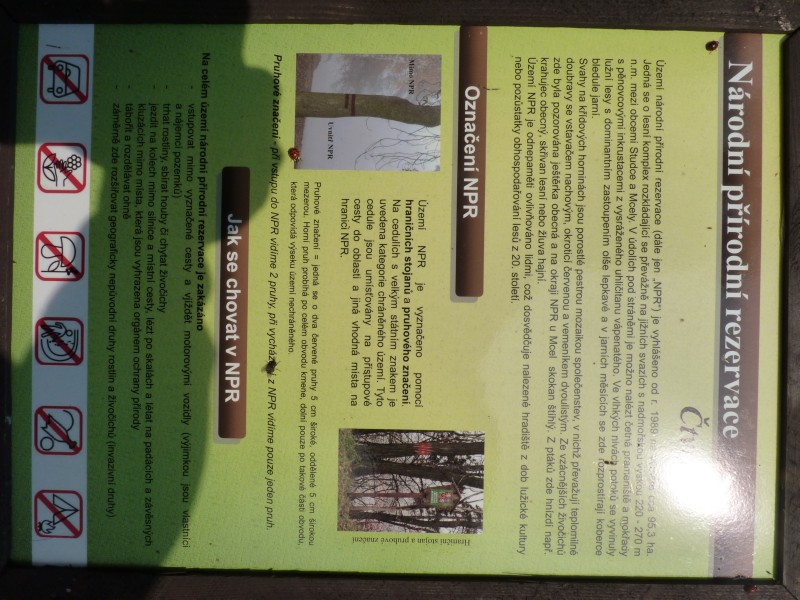 Národní přírodní rezervace
Čtv
Území národní přírodní rezervace (dále jen „NPR“) je vyhlášeno od r. 1989 cca 95,3 ha.
Jedná se o lesní komplex rozkládající se převážně na jižních svazích s nadmořskou výškou 220 - 270 m
n.m. mezi obcemi Studce a Mcely. V údolích pod stráněmi je možno nalézt četné prameniště a mokřady
s pěnovcovými inkrustacemi z vysráženého uhličitanu vápenatého. Ve vlhkých nivách potoků se vyvinuly
lužní lesy s dominantním zastoupením olše lepkavé a v jarních měsících se zde rozprostírají koberce
bledule jarní.
Svahy na křídových horninách jsou porostlé pestrou mozaikou společenstev, v nichž převažují teplomilné
doubravy se vstavačem nachovým, okroticí červenou a vemeníkem dvoulistým. Ze vzácnějších živočichů
zde byla pozorována ještěrka obecná a na okraji NPR u Mcel skokan štíhlý. Z ptáků zde hnízdí např.
krahujec obecný, skřivan lesní nebo žluva hajní.
Území NPR je odnepaměti ovlivňováno lidmi, což dosvědčuje nalezené hradiště z dob lužické kultury
nebo pozůstatky obhospodařování lesů z 20. století.
Označení NPR
Mimo NPR
Uvnitř NPR
Území NPR je vyznačeno pomocí
hraničních stojanů a pruhového značení.
Na cedulích s velkým státním znakem je
uvedena kategorie chráněného území. Tyto
cedule jsou umisťovány na přístupové
cesty do oblasti a jiná vhodná místa na
hranici NPR.
Hraniční stojan a pruhové značení
Pruhové značení = jedná se o dva červené pruhy 5 cm široké, oddělené 5 cm širokou
mezerou. Horní pruh probíhá po celém obvodu kmene, dolní pouze po takové části obvodu,
která odpovídá výseku území nechráněného.
Pruhové značení - při vstupu do NPR vidíme 2 pruhy, při vycházení z NPR vidíme pouze jeden pruh.
Jak se chovat v NPR
Na celém území národní přírodní rezervace je zakázáno
- vstupovat mimo vyznačené cesty a vjíždět motorovými vozidly (výjimkou jsou vlastníci
a nájemci pozemků)
- trhat rostliny, sbírat houby či chytat živočichy
- jezdit na kolech mimo silnice a místní cesty, lézt po skalách a létat na padácích a závěsných
kluzácích mimo místa, která jsou vyhrazena orgánem ochrany přírody
- tábořit a rozdělávat ohně
- záměrně zde rozšiřovat geograficky nepůvodní druhy rostlin a živočichů (invazivní druhy)